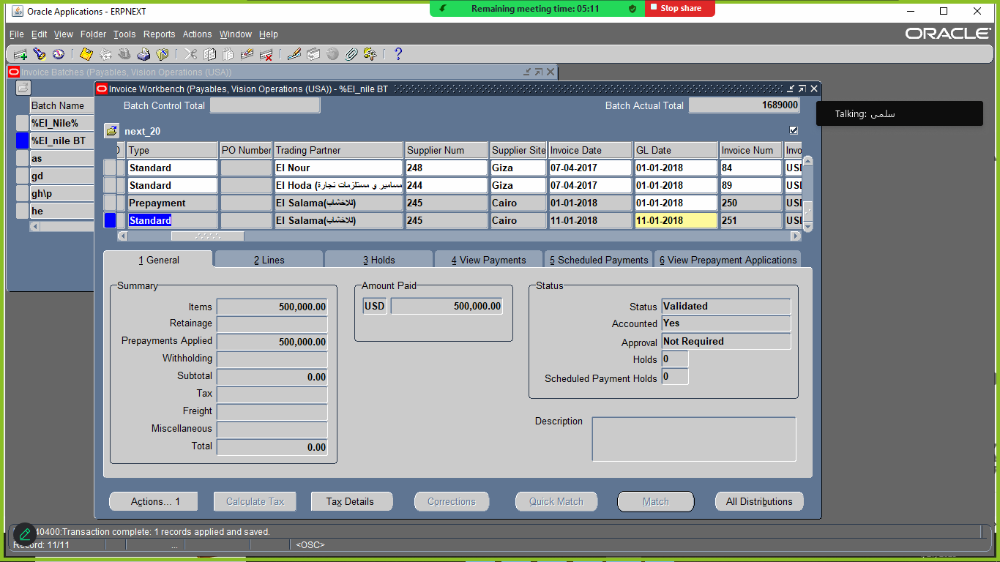 Oracle Applications - ERPNEXT
Remaining meeting time: 05:11
Stop share
File Edit View Folder Tools Reports Actions Window Help
ORACLE
Invoice Batches (Payables, Vision Operations (USA))
Batch Name
%El_Nile%
%El_nile BT
as
gd
gh\p
he
Invoice Workbench (Payables, Vision Operations (USA)) - %El_nile BT
Batch Control Total
Batch Actual Total 1689000
Talking: سلمى
next_20
Type PO Number Trading Partner Supplier Num Supplier Site Invoice Date GL Date Invoice Num Invo
Standard El Nour 248 Giza 07-04-2017 01-01-2018 84 USD
Standard El Hoda (مسامير و مستلزمات نجارة 244 Giza 07-04-2017 01-01-2018 89 USD
Prepayment El Salama(للاخشاب) 245 Cairo 01-01-2018 01-01-2018 250 USD
Standard El Salama(للاخشاب) 245 Cairo 11-01-2018 11-01-2018 251 USD
1 General 2 Lines 3 Holds 4 View Payments 5 Scheduled Payments 6 View Prepayment Applications
Summary
Items 500,000.00
Retainage
Prepayments Applied 500,000.00
Withholding
Subtotal 0.00
Tax
Freight
Miscellaneous
Total 0.00
Amount Paid
USD 500,000.00
Status
Status Validated
Accounted Yes
Approval Not Required
Holds 0
Scheduled Payment Holds 0
Description
Actions... 1 Calculate Tax Tax Details Corrections Quick Match Match All Distributions
40400:Transaction complete: 1 records applied and saved.
Record: 11/11 ... <OSC>